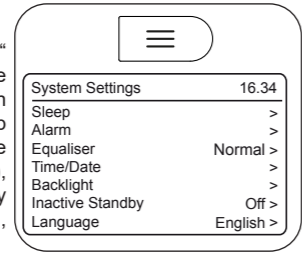 “
e
n
o
e
,
y
,
System Settings 16.34
Sleep >
Alarm >
Equaliser Normal >
Time/Date >
Backlight >
Inactive Standby Off >
Language English >